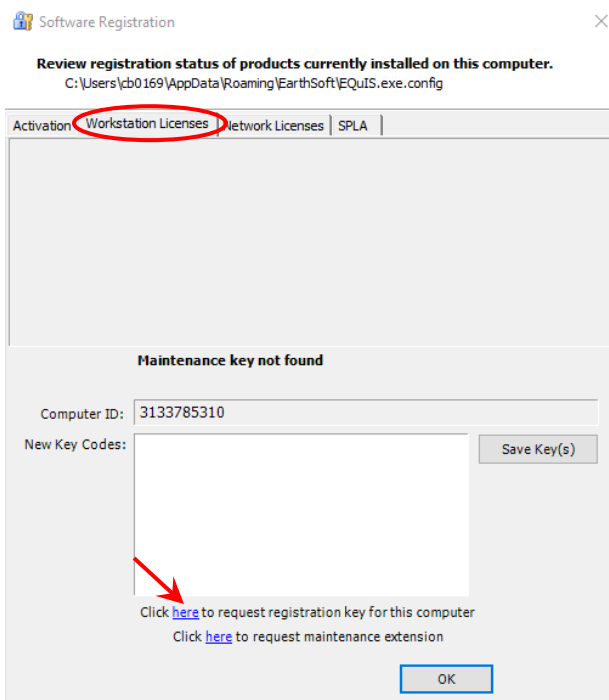 Software Registration
Review registration status of products currently installed on this computer.
C:\Users\cb0169\AppData\Roaming\EarthSoft\EQuIS.exe.config
Activation Workstation Licenses Network Licenses SPLA
Maintenance key not found
Computer ID: 3133785310
New Key Codes: Save Key(s)
Click here to request registration key for this computer
Click here to request maintenance extension
OK